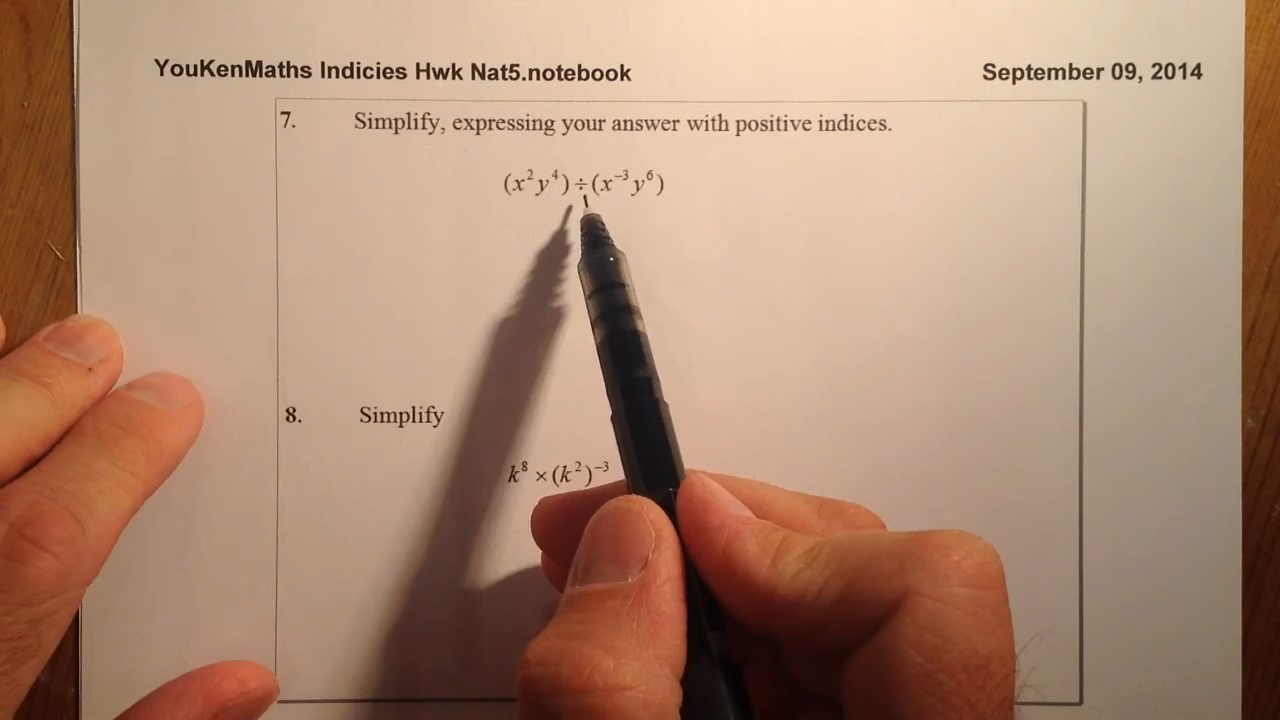 YouKenMaths Indicies Hwk Nat5.notebook September 09, 2014
7. Simplify, expressing your answer with positive indices.
(x²y⁴)÷(x⁻³y⁶)
8. Simplify
k⁸×(k²)⁻³